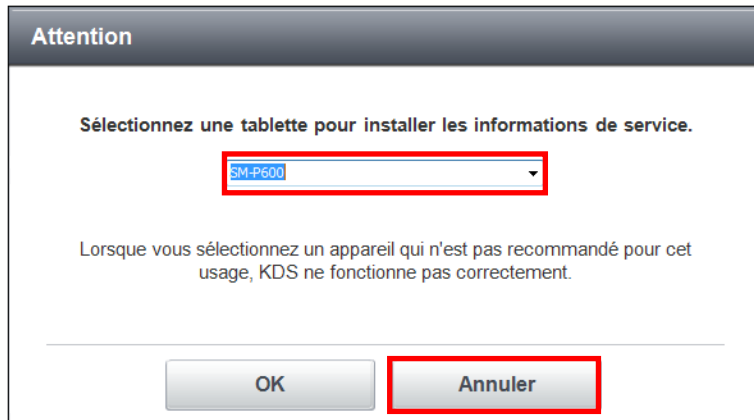 Attention
Sélectionnez une tablette pour installer les informations de service.
SM-P600
Lorsque vous sélectionnez un appareil qui n'est pas recommandé pour cet
usage, KDS ne fonctionne pas correctement.
OK
Annuler